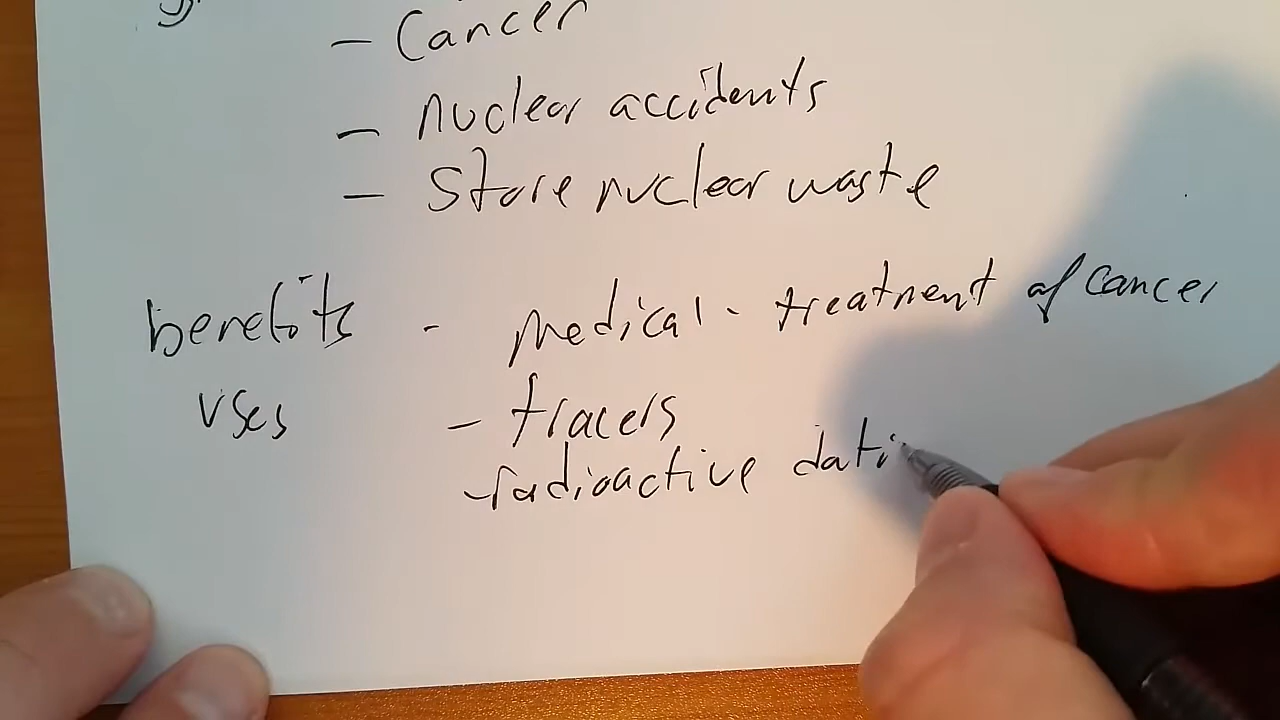 - Cancer
- nuclear accidents
- Store nuclear waste
benefits - medical - treatment of cancer
uses - tracers
- radioactive dati